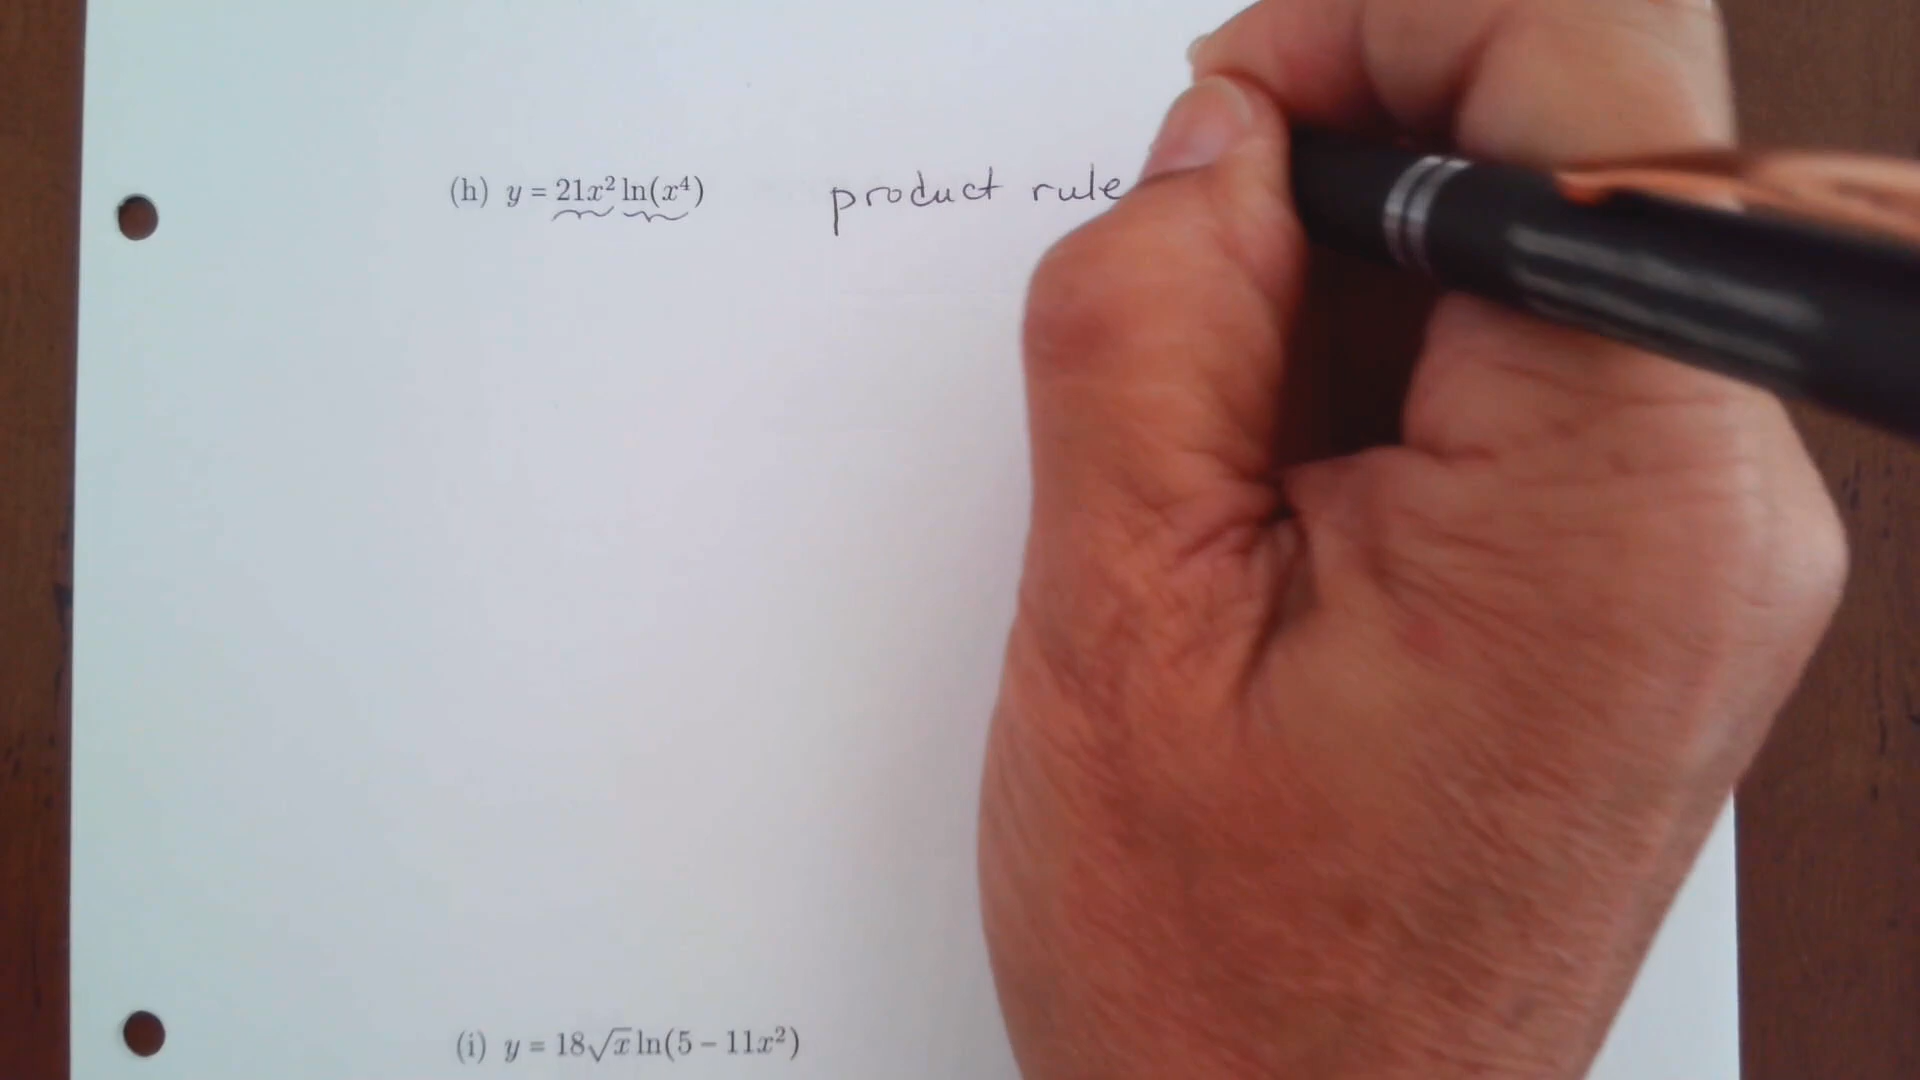 (h) y = 21x² ln(x⁴) product rule
(i) y = 18√x ln(5 − 11x²)